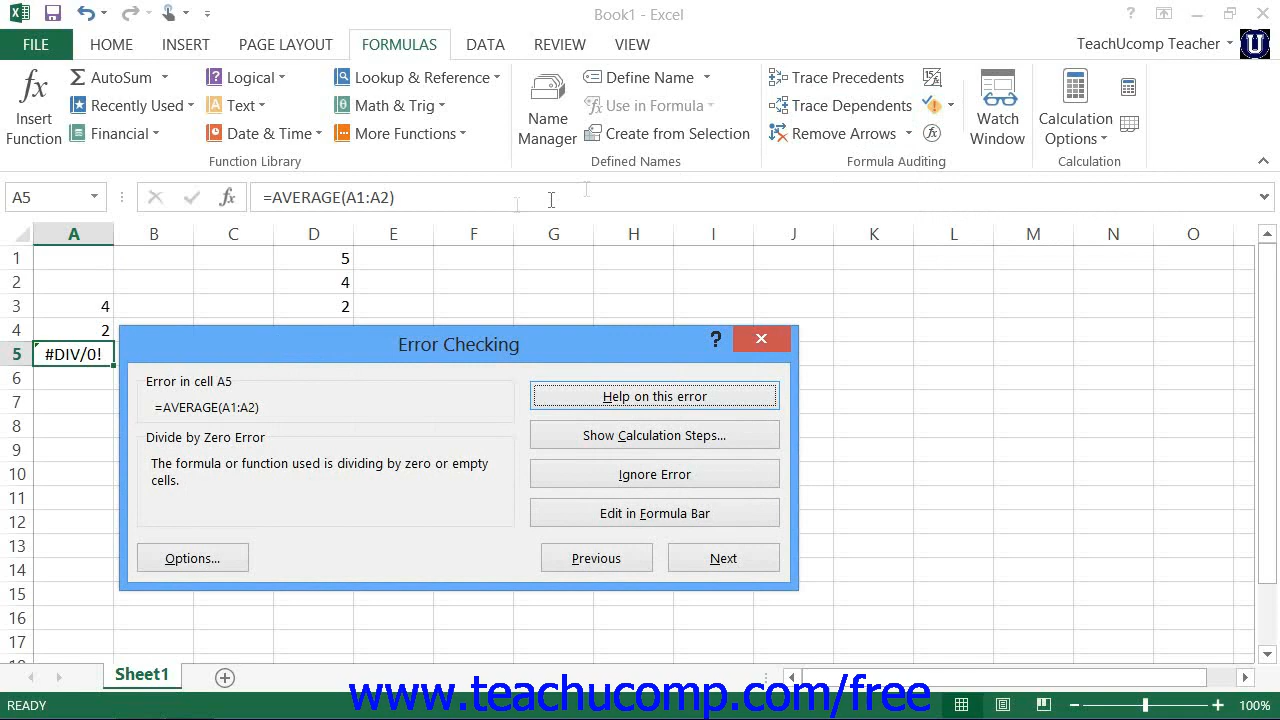 Book1 - Excel
?
FILE HOME INSERT PAGE LAYOUT FORMULAS DATA REVIEW VIEW TeachUcomp Teacher U
fx Insert Function
Σ AutoSum
Recently Used
Financial
? Logical
A Text
Date & Time
Lookup & Reference
θ Math & Trig
More Functions
Function Library
Name Manager
Define Name
Use in Formula
Create from Selection
Defined Names
Trace Precedents
Trace Dependents
Remove Arrows
fx
Formula Auditing
Watch Window
Calculation Options
Calculation
A5 fx =AVERAGE(A1:A2)
A B C D E F G H I J K L M N O
1 5
2 4
3 4 2
4 2
5 #DIV/0!
6
7
8
9
10
11
12
13
14
15
16
17
18
Error Checking ?
Error in cell A5
=AVERAGE(A1:A2)
Divide by Zero Error
The formula or function used is dividing by zero or empty
cells.
Help on this error
Show Calculation Steps...
Ignore Error
Edit in Formula Bar
Options... Previous Next
Sheet1
www.teachucomp.com/free
READY 100%